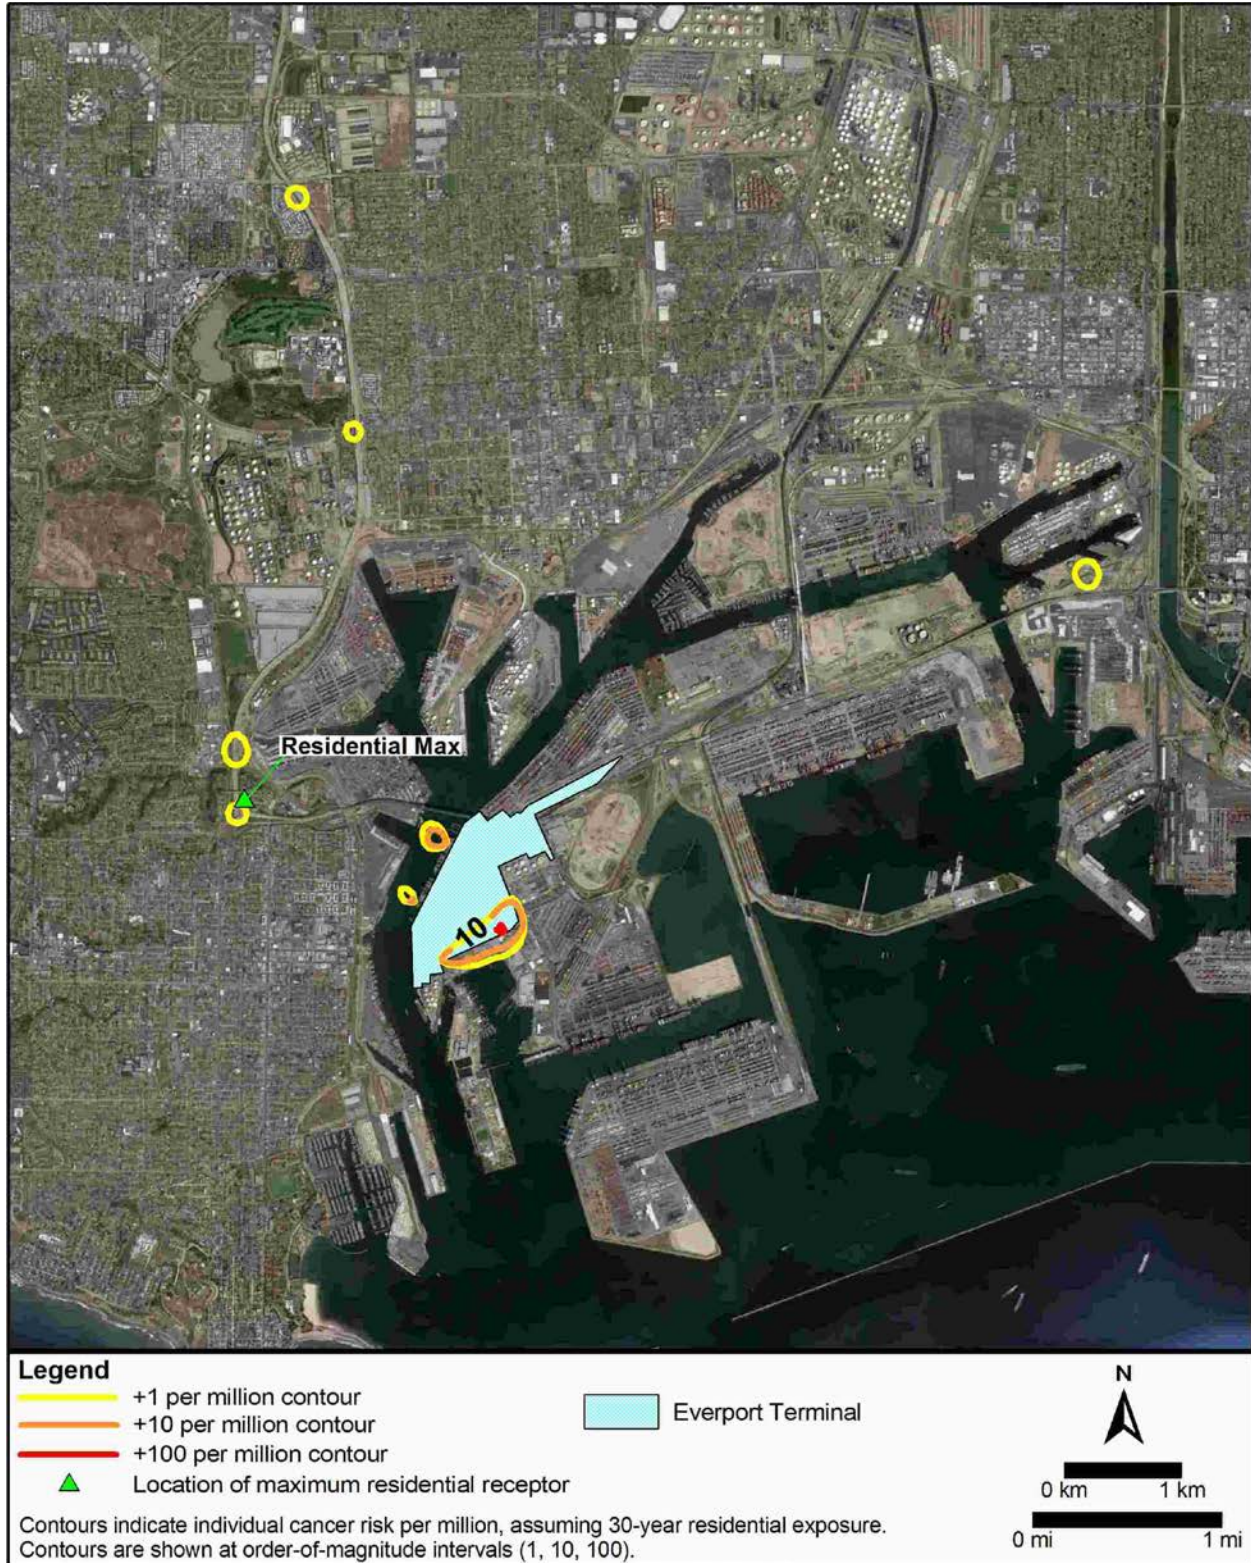 Residential Max
10
Legend
+1 per million contour
+10 per million contour
+100 per million contour
Location of maximum residential receptor
Everport Terminal
N
0 km 1 km
0 mi 1 mi
Contours indicate individual cancer risk per million, assuming 30-year residential exposure.
Contours are shown at order-of-magnitude intervals (1, 10, 100).